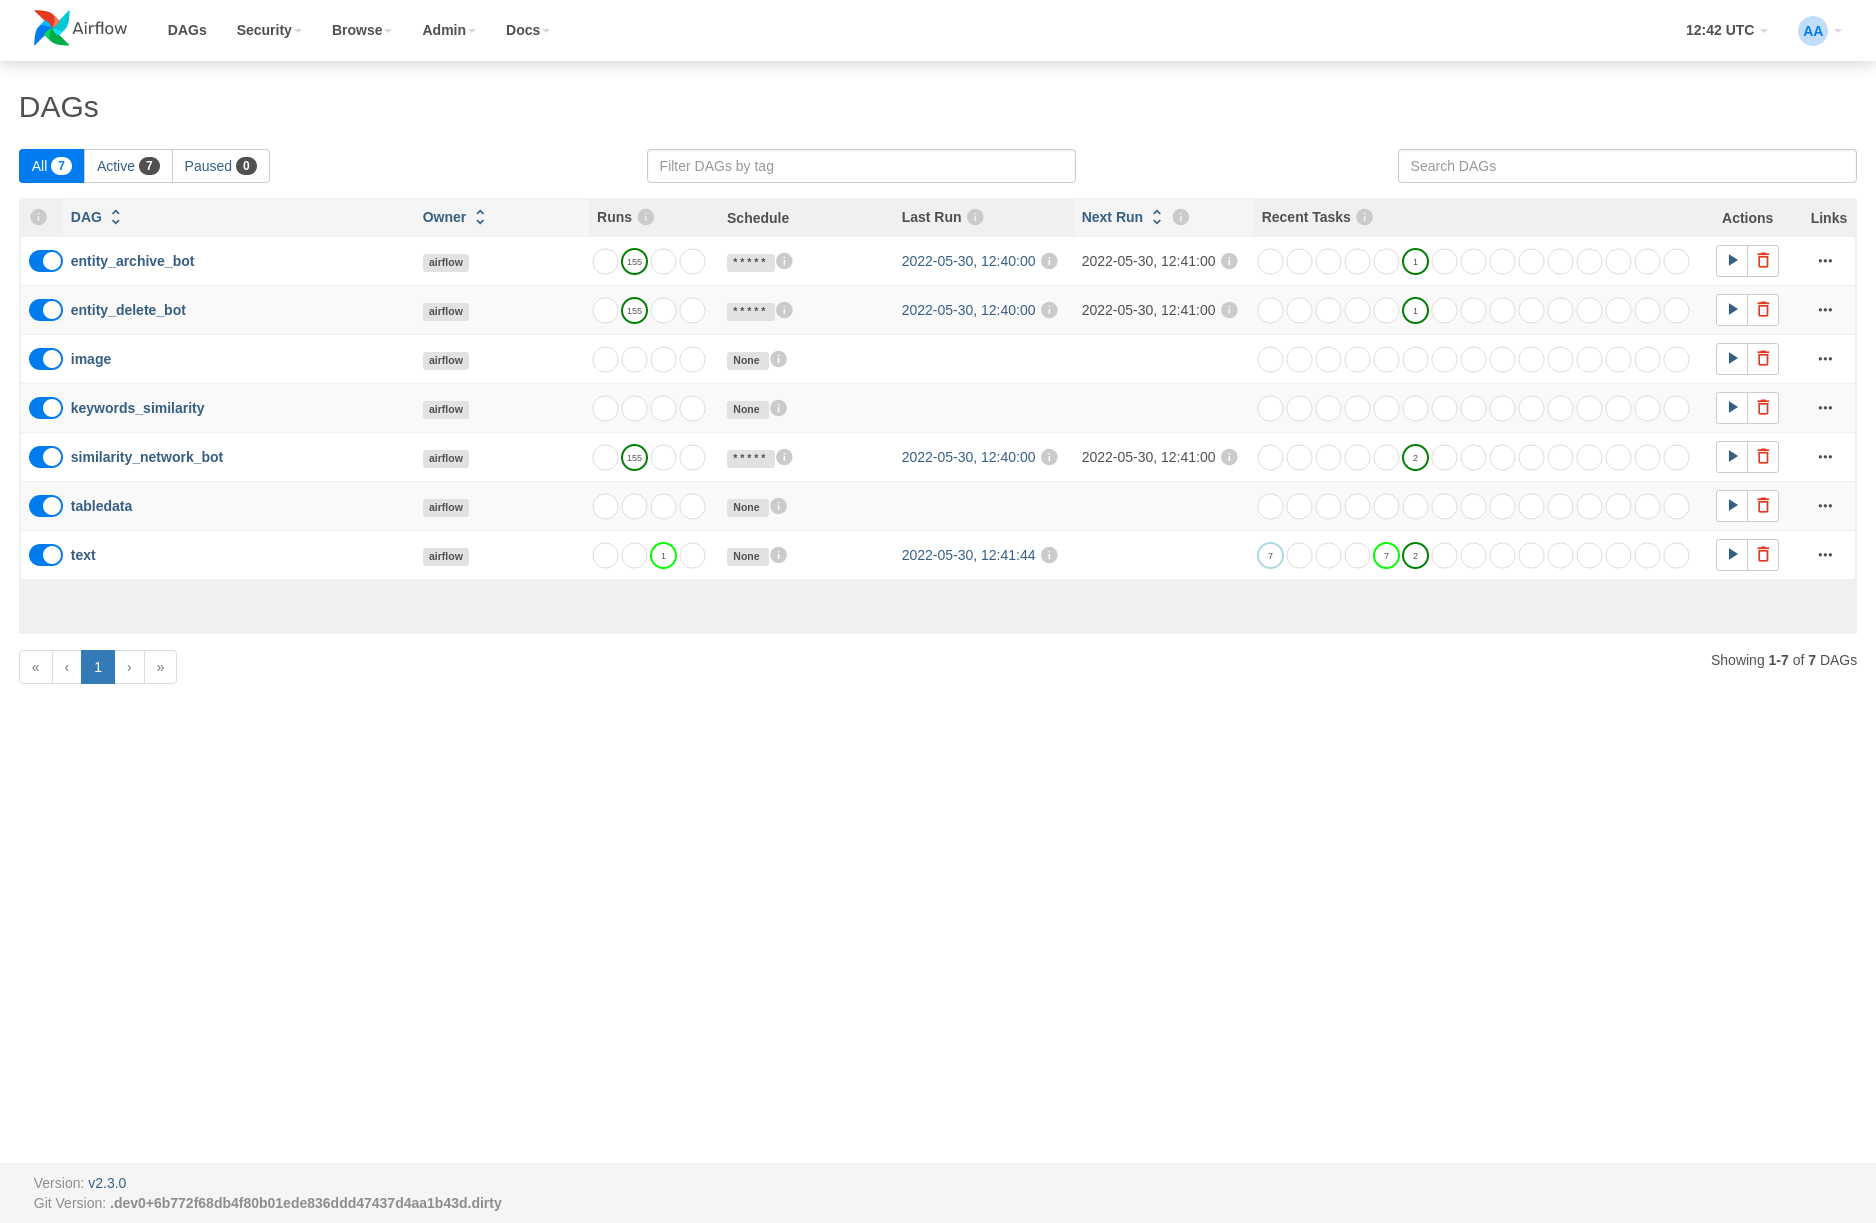 Airflow DAGs Security Browse Admin Docs 12:42 UTC AA
DAGs
All 7 Active 7 Paused 0 Filter DAGs by tag Search DAGs
DAG Owner Runs Schedule Last Run Next Run Recent Tasks Actions Links
entity_archive_bot airflow 155 * * * * * 2022-05-30, 12:40:00 2022-05-30, 12:41:00 1
entity_delete_bot airflow 155 * * * * * 2022-05-30, 12:40:00 2022-05-30, 12:41:00 1
image airflow None
keywords_similarity airflow None
similarity_network_bot airflow 155 * * * * * 2022-05-30, 12:40:00 2022-05-30, 12:41:00 2
tabledata airflow None
text airflow 1 None 2022-05-30, 12:41:44 7 7 2
« ‹ 1 › » Showing 1-7 of 7 DAGs
Version: v2.3.0
Git Version: .dev0+6b772f68db4f80b01ede836ddd47437d4aa1b43d.dirty